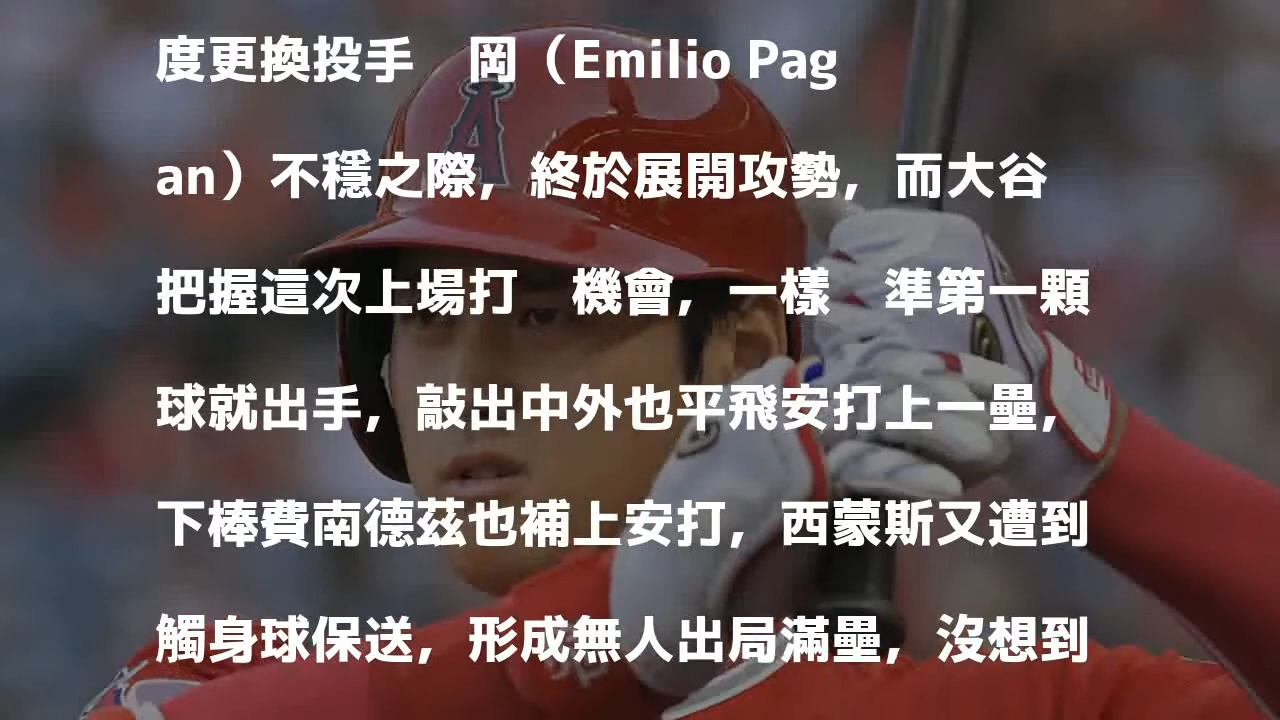 度更換投手　岡（Emilio Pag
an）不穩之際，終於展開攻勢，而大谷
把握這次上場打　機會，一樣　準第一顆
球就出手，敲出中外也平飛安打上一壘，
下棒費南德茲也補上安打，西蒙斯又遭到
觸身球保送，形成無人出局滿壘，沒想到
A